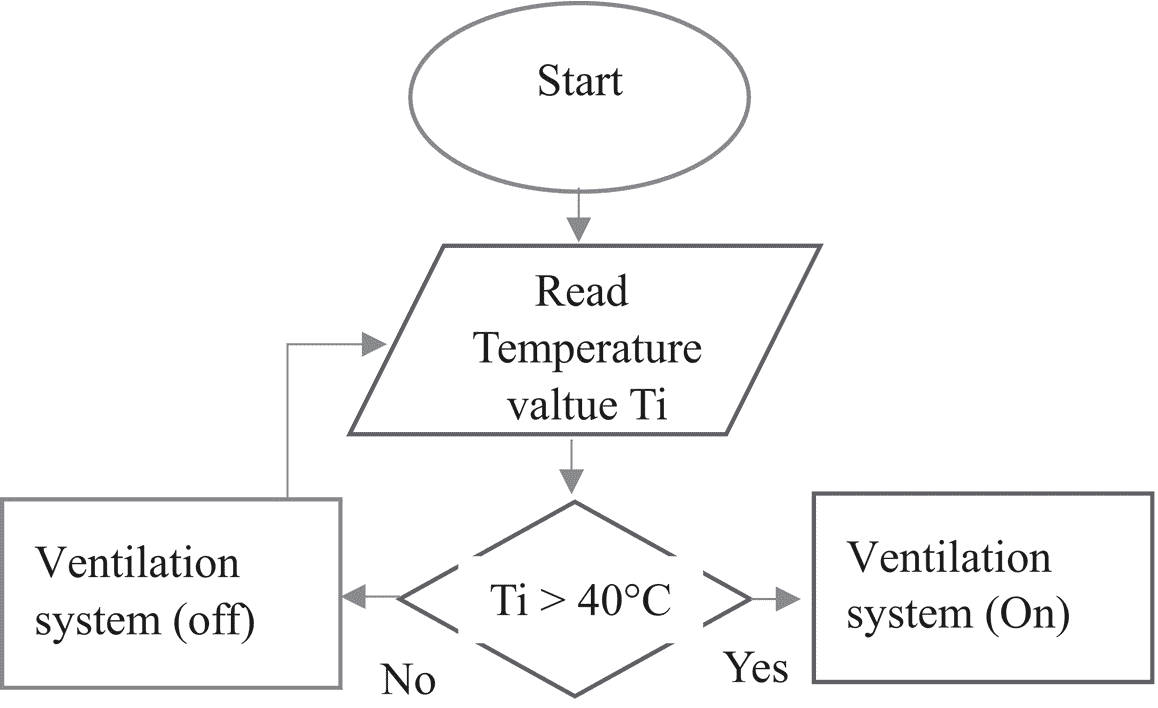 Start
Read
Temperature
valtue Ti
Ventilation
system (off)
Ti > 40°C
Ventilation
system (On)
No
Yes